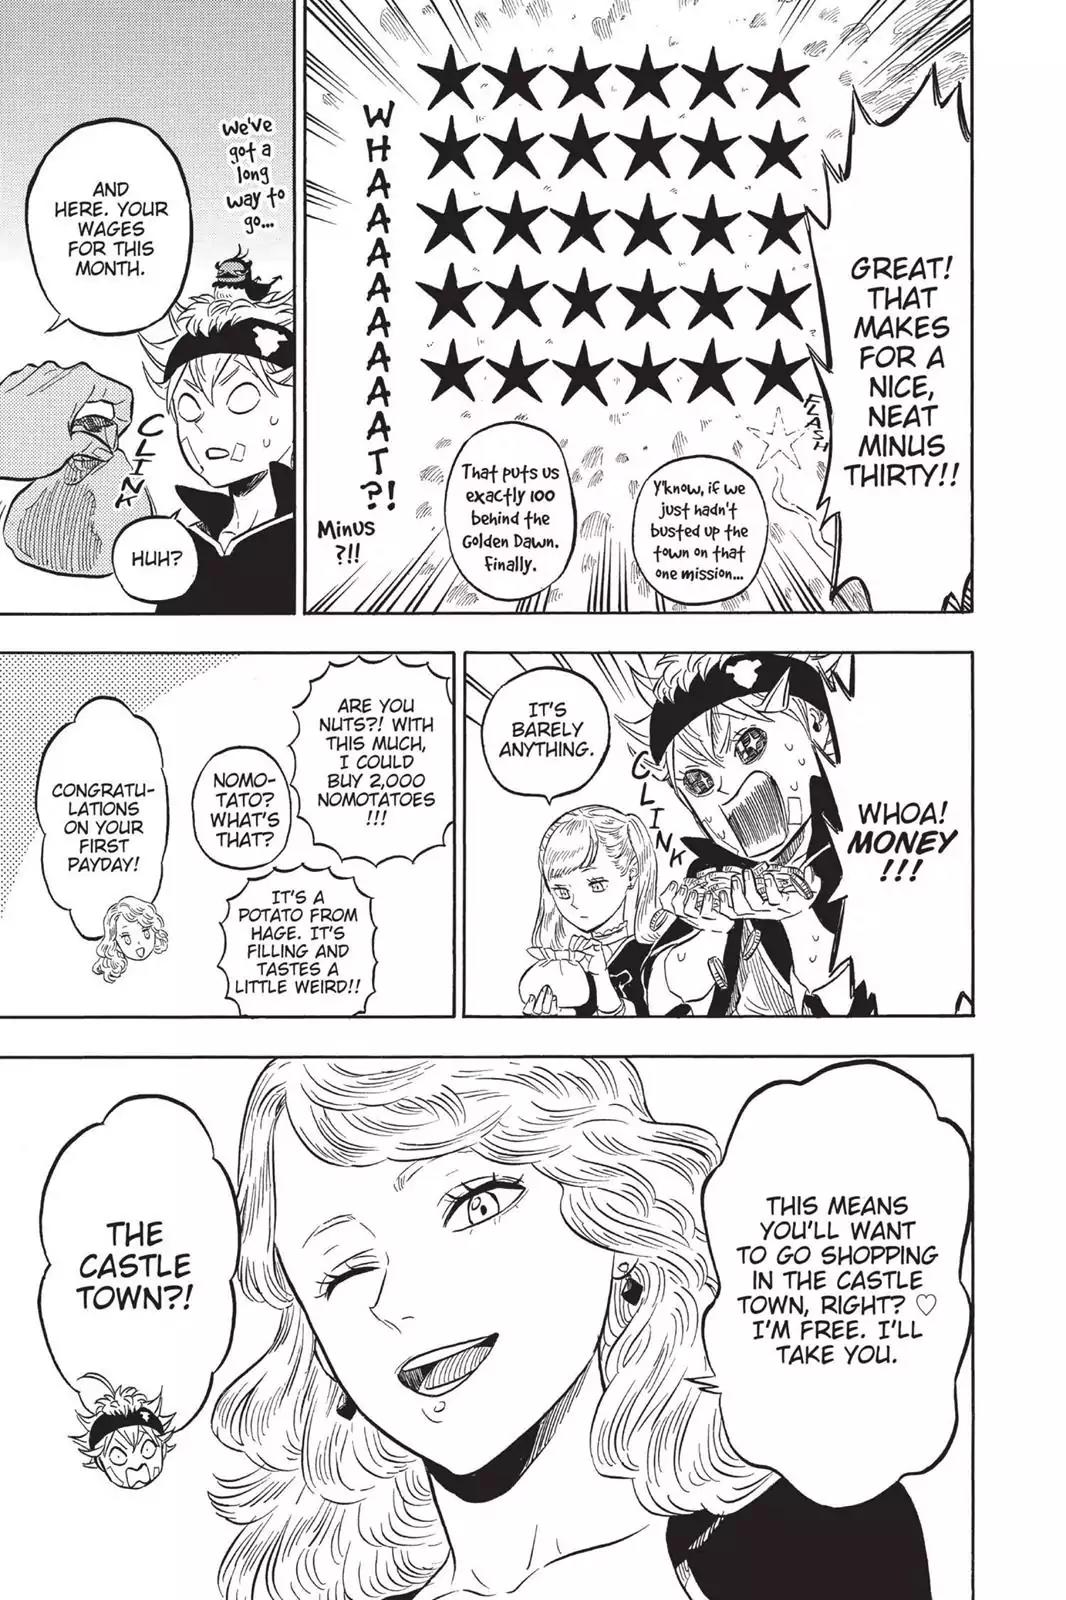 GREAT!
THAT
MAKES
FOR A
NICE,
NEAT
MINUS
THIRTY!!
FLASH
Y'know, if we
just hadn't
busted up the
town on that
one mission...
That puts us
exactly 100
behind the
Golden Dawn.
Finally.
WHAAAAAAAAT?!
Minus
?!!
We've
got a
long
way to
go...
AND
HERE. YOUR
WAGES
FOR THIS
MONTH.
CLINK
HUH?
WHOA!
MONEY
!!!
CLINK
IT'S
BARELY
ANYTHING.
ARE YOU
NUTS?! WITH
THIS MUCH,
I COULD
BUY 2,000
NOMOTATOES
!!!
NOMO-
TATO?
WHAT'S
THAT?
IT'S A
POTATO FROM
HAGE. IT'S
FILLING AND
TASTES A
LITTLE WEIRD!!
CONGRATU-
LATIONS
ON YOUR
FIRST
PAYDAY!
THIS MEANS
YOU'LL WANT
TO GO SHOPPING
IN THE CASTLE
TOWN, RIGHT? ♡
I'M FREE. I'LL
TAKE YOU.
THE
CASTLE
TOWN?!